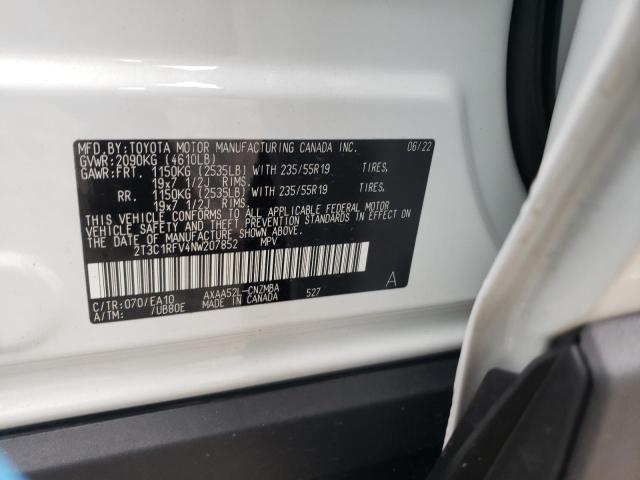 MFD.BY:TOYOTA MOTOR MANUFACTURING CANADA INC. 06/22
GVWR:2090KG (4610LB)
GAWR:FRT. 1150KG (2535LB) WITH 235/55R19 TIRES.
19x7 1/2J RIMS.
RR. 1150KG (2535LB) WITH 235/55R19 TIRES.
19x7 1/2J RIMS.
THIS VEHICLE CONFORMS TO ALL APPLICABLE FEDERAL MOTOR
VEHICLE SAFETY AND THEFT PREVENTION STANDARDS IN EFFECT
ON THE DATE OF MANUFACTURE SHOWN ABOVE.
2T3C1RFV4NW207852 MPV
C/TR:070/EA10 AXAA52L-CNZMBA 527 A
A/TM: /UB80E MADE IN CANADA